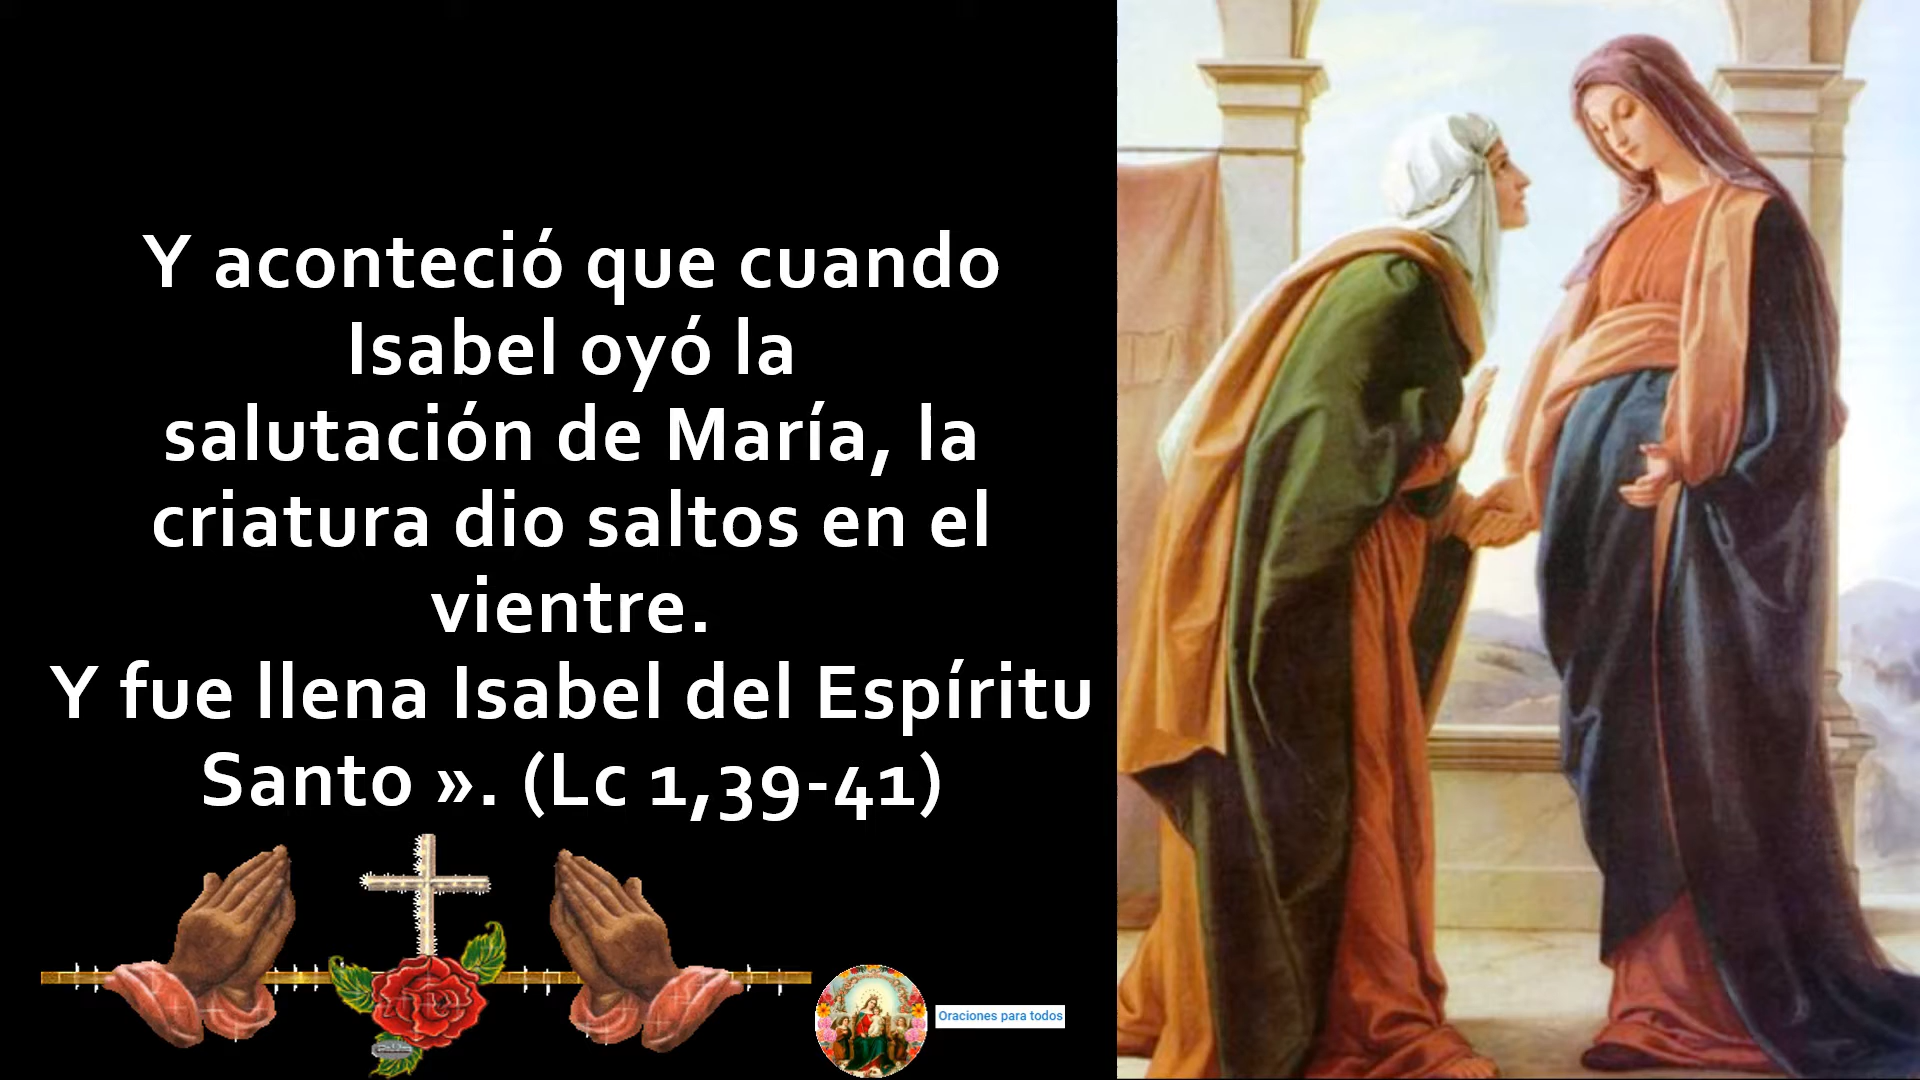 Y aconteció que cuando
Isabel oyó la
salutación de María, la
criatura dio saltos en el
vientre.
Y fue llena Isabel del Espíritu
Santo ». (Lc 1,39-41)
Oraciones para todos